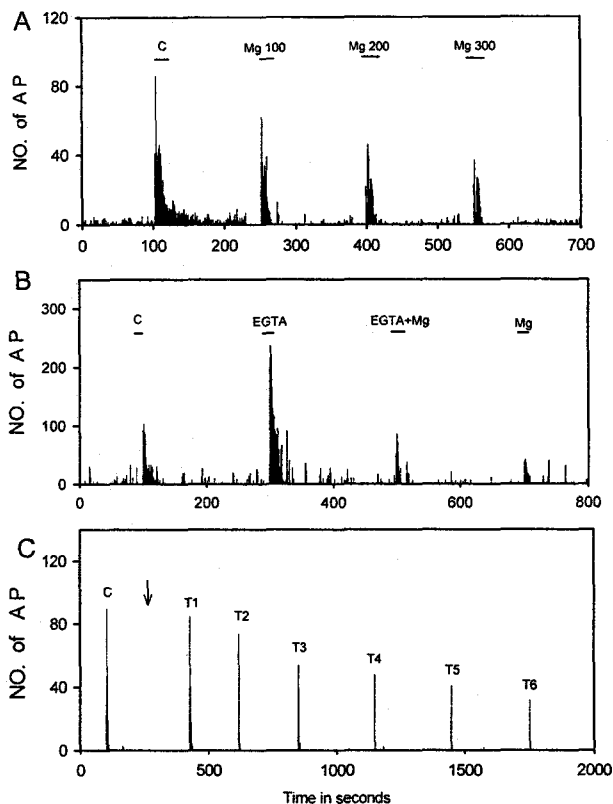 A
NO. of A P
120
80
40
0
C
Mg 100
Mg 200
Mg 300
0 100 200 300 400 500 600 700
B
NO. of A P
300
200
100
0
C
EGTA
EGTA+Mg
Mg
0 200 400 600 800
C
NO. of A P
120
80
40
0
C
T1
T2
T3
T4
T5
T6
0 500 1000 1500 2000
Time in seconds